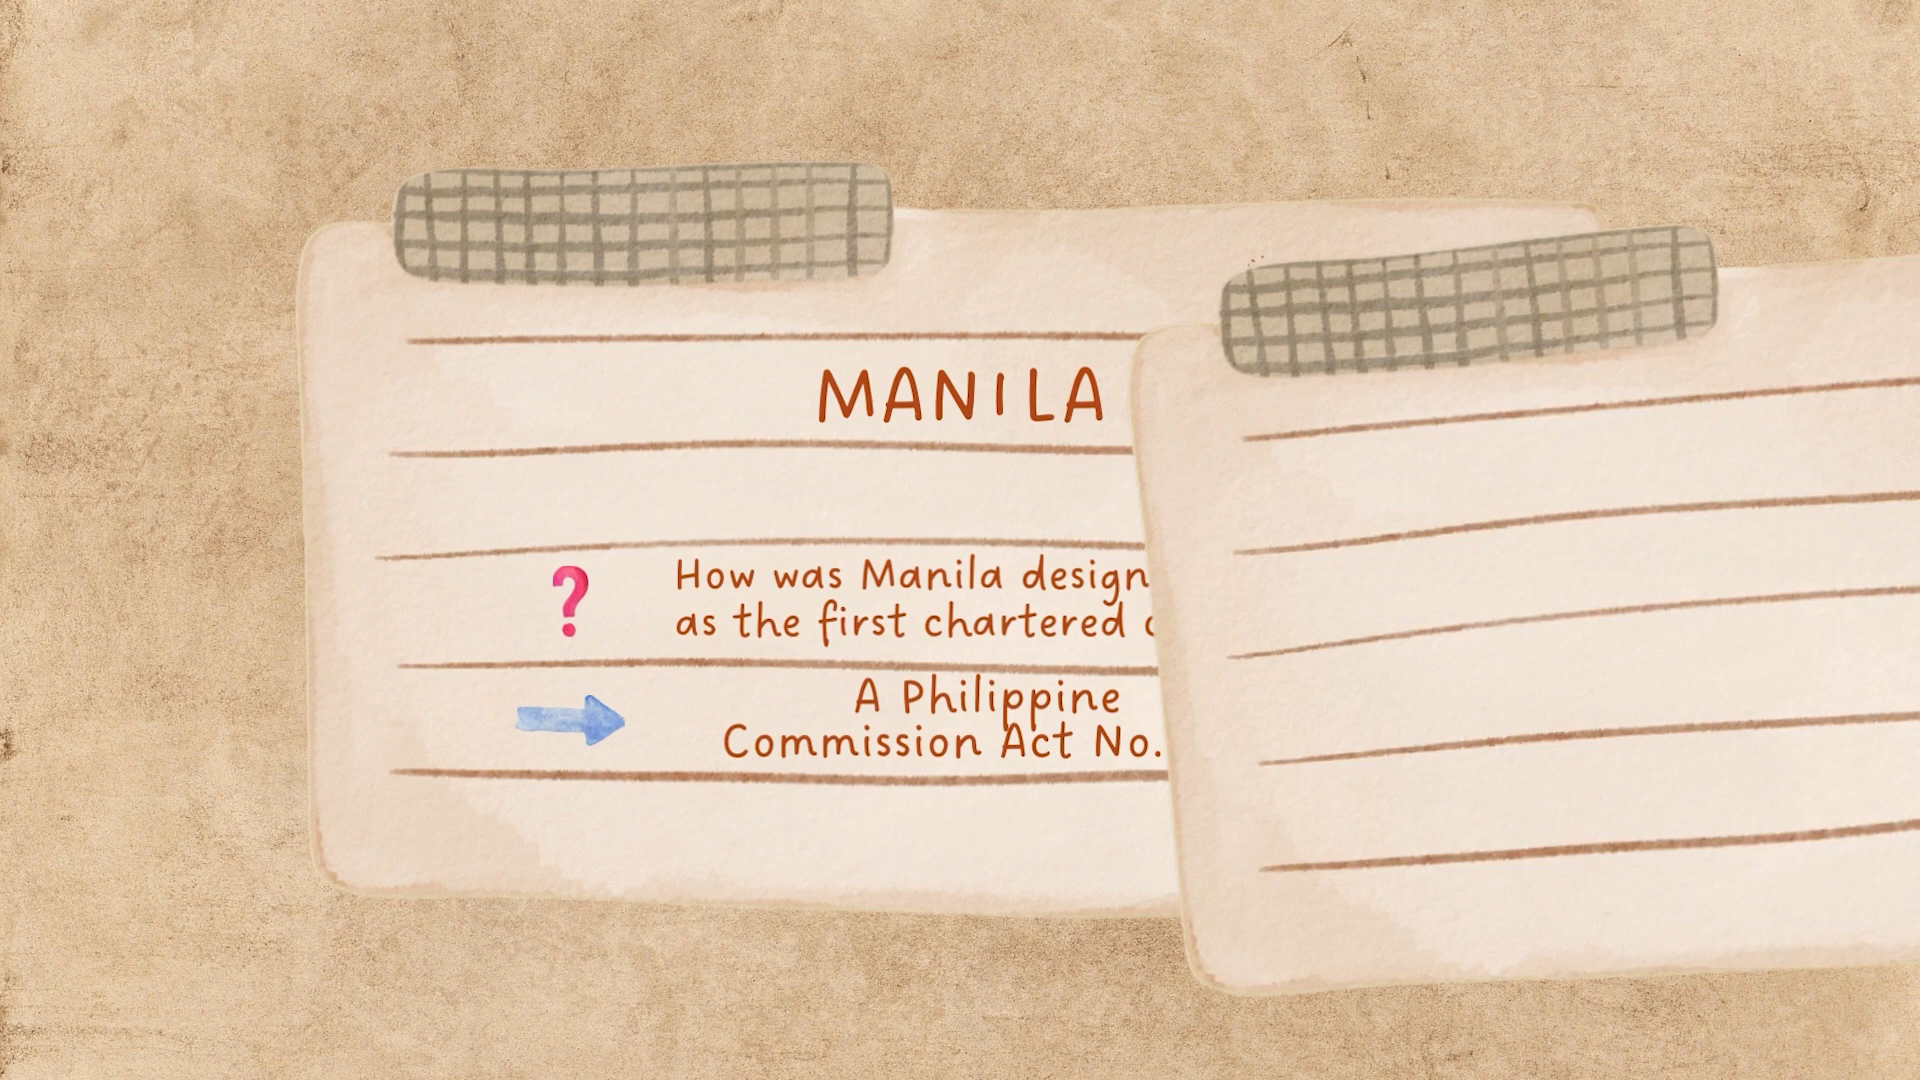 MANILA
? How was Manila design
as the first chartered
A Philippine
Commission Act No.